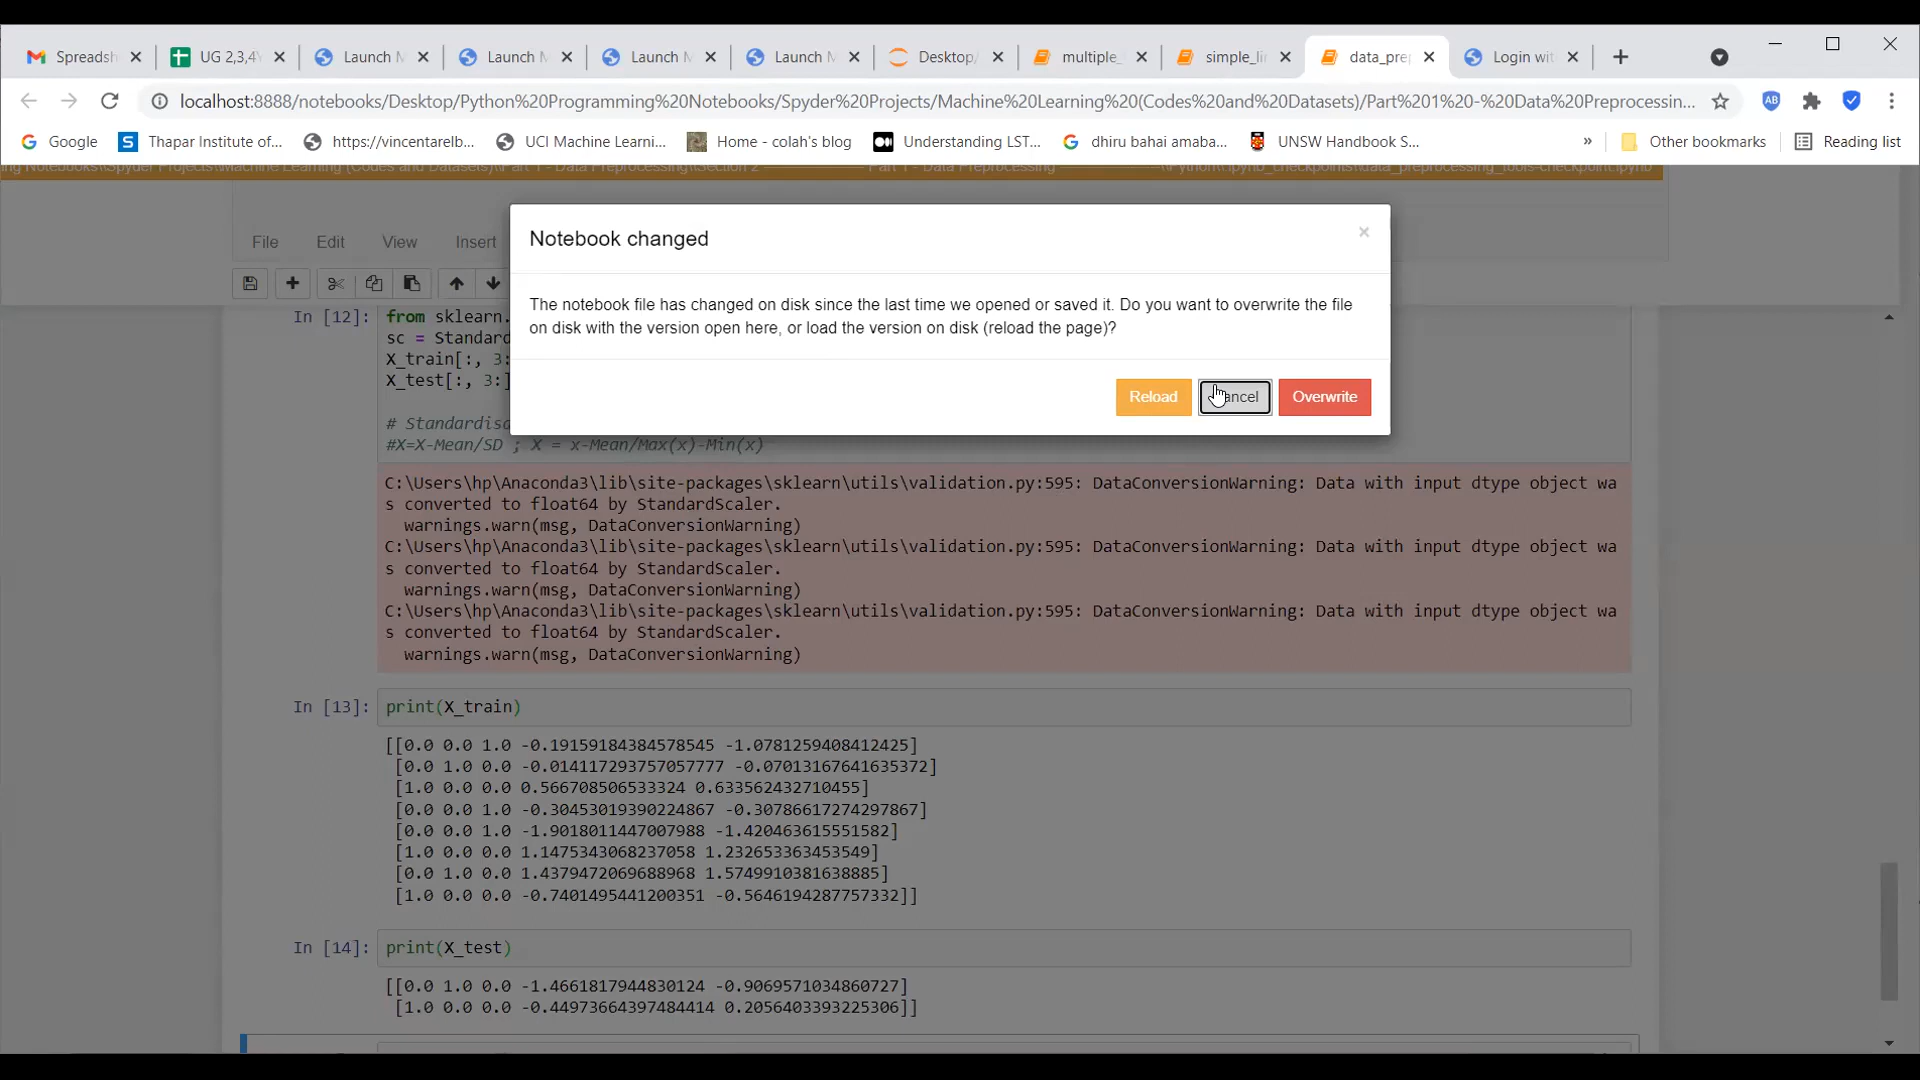 Spreadsh
UG 2,3,4Y
Launch M
Launch M
Launch M
Launch M
Desktop/
multiple_
simple_li
data_prep
Login wit
localhost:8888/notebooks/Desktop/Python%20Programming%20Notebooks/Spyder%20Projects/Machine%20Learning%20(Codes%20and%20Datasets)/Part%201%20-%20Data%20Preprocessin...
Google
Thapar Institute of...
https://vincentarelb...
UCI Machine Learni...
Home - colah's blog
Understanding LST...
dhiru bahai amaba...
UNSW Handbook S...
»
Other bookmarks
Reading list
File Edit View Insert
Notebook changed
The notebook file has changed on disk since the last time we opened or saved it. Do you want to overwrite the file
on disk with the version open here, or load the version on disk (reload the page)?
Reload
ancel
Overwrite
In [12]: from sklearn.
sc = Standard
X_train[:, 3:
X_test[:, 3:]
# Standardis
#X=X-Mean/SD ; X = x-Mean/Max(x)-Min(x)
C:\Users\hp\Anaconda3\lib\site-packages\sklearn\utils\validation.py:595: DataConversionWarning: Data with input dtype object wa
s converted to float64 by StandardScaler.
warnings.warn(msg, DataConversionWarning)
C:\Users\hp\Anaconda3\lib\site-packages\sklearn\utils\validation.py:595: DataConversionWarning: Data with input dtype object wa
s converted to float64 by StandardScaler.
warnings.warn(msg, DataConversionWarning)
C:\Users\hp\Anaconda3\lib\site-packages\sklearn\utils\validation.py:595: DataConversionWarning: Data with input dtype object wa
s converted to float64 by StandardScaler.
warnings.warn(msg, DataConversionWarning)
In [13]: print(X_train)
[[0.0 0.0 1.0 -0.19159184384578545 -1.0781259408412425]
[0.0 1.0 0.0 -0.014117293757057777 -0.07013167641635372]
[1.0 0.0 0.0 0.566708506533324 0.633562432710455]
[0.0 0.0 1.0 -0.30453019390224867 -0.30786617274297867]
[0.0 0.0 1.0 -1.9018011447007988 -1.420463615551582]
[1.0 0.0 0.0 1.1475343068237058 1.232653363453549]
[0.0 1.0 0.0 1.4379472069688968 1.5749910381638885]
[1.0 0.0 0.0 -0.7401495441200351 -0.5646194287757332]]
In [14]: print(X_test)
[[0.0 1.0 0.0 -1.4661817944830124 -0.9069571034860727]
[1.0 0.0 0.0 -0.44973664397484414 0.2056403393225306]]